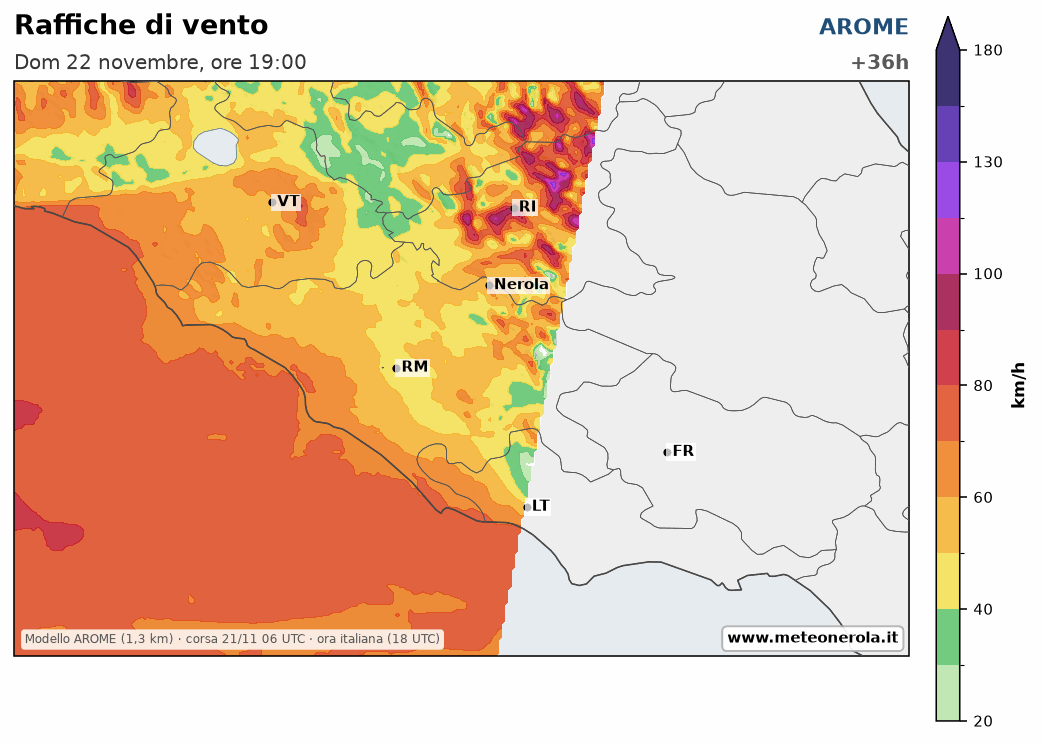 Raffiche di vento
AROME
Dom 22 novembre, ore 19:00
+36h
180
130
100
80
60
40
20
km/h
VT
RI
Nerola
RM
FR
LT
Modello AROME (1,3 km) · corsa 21/11 06 UTC · ora italiana (18 UTC)
www.meteonerola.it